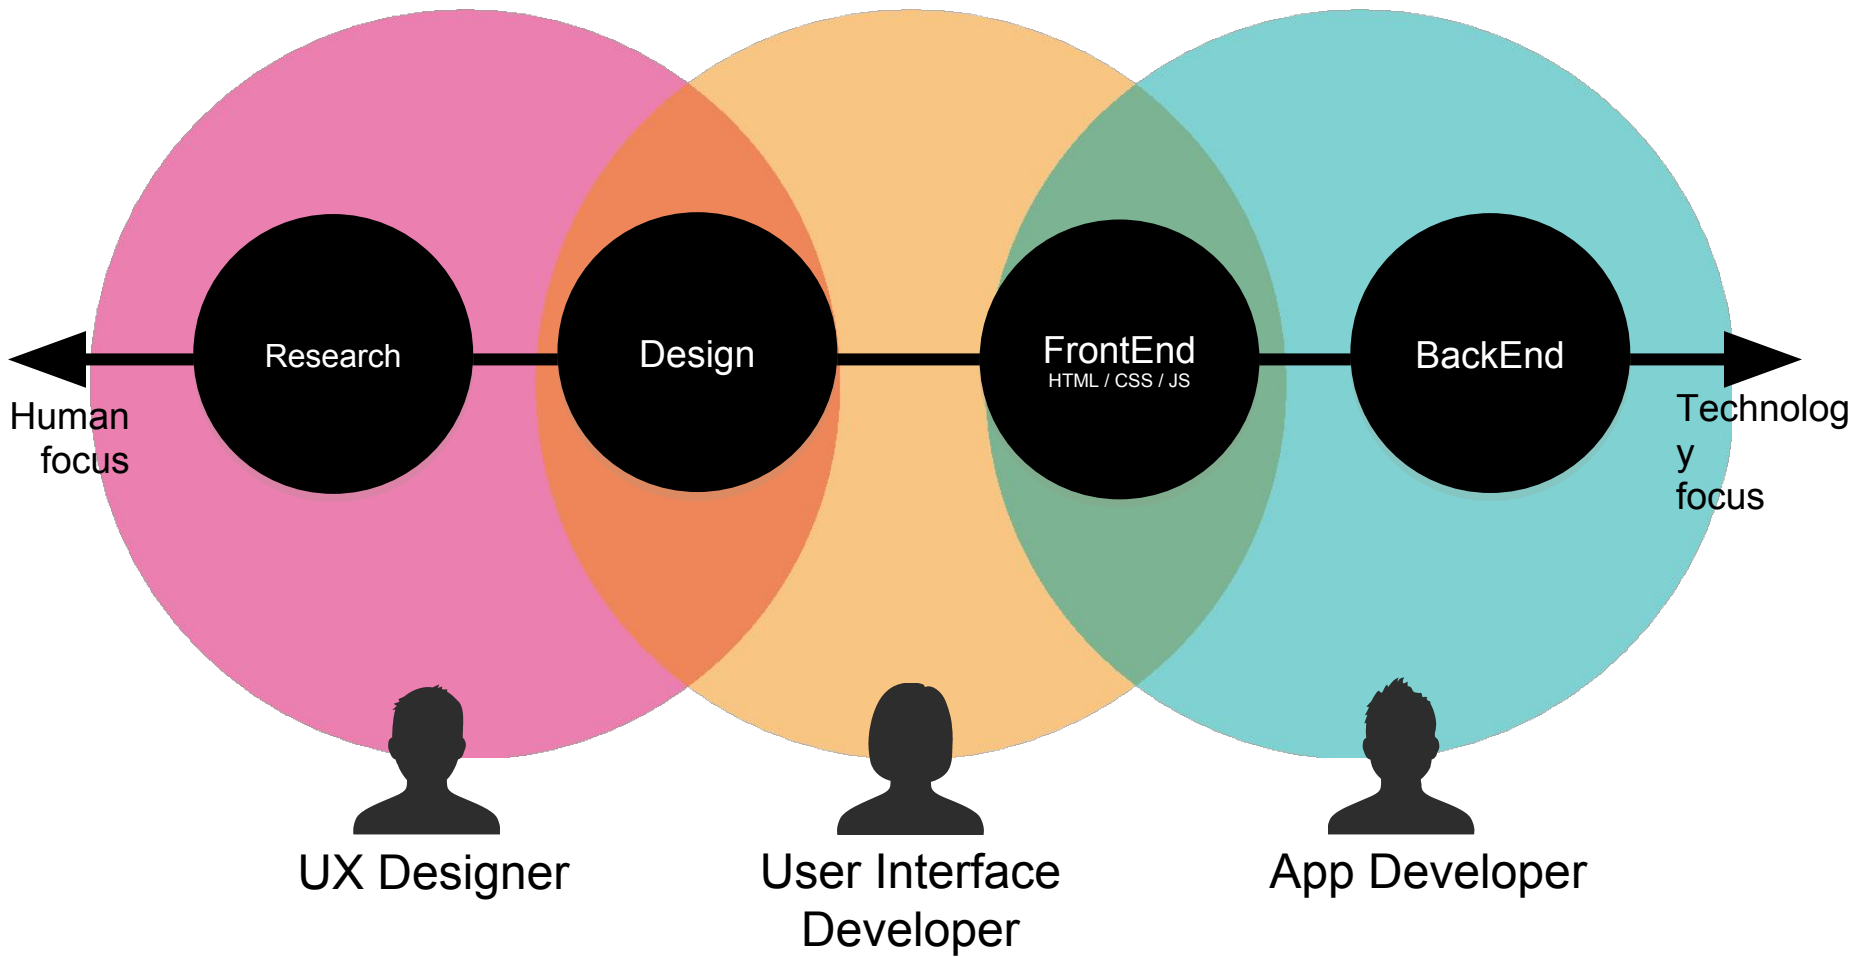 Research
Design
FrontEnd
HTML / CSS / JS
BackEnd
Human
focus
Technolog
y
focus
UX Designer
User Interface
Developer
App Developer